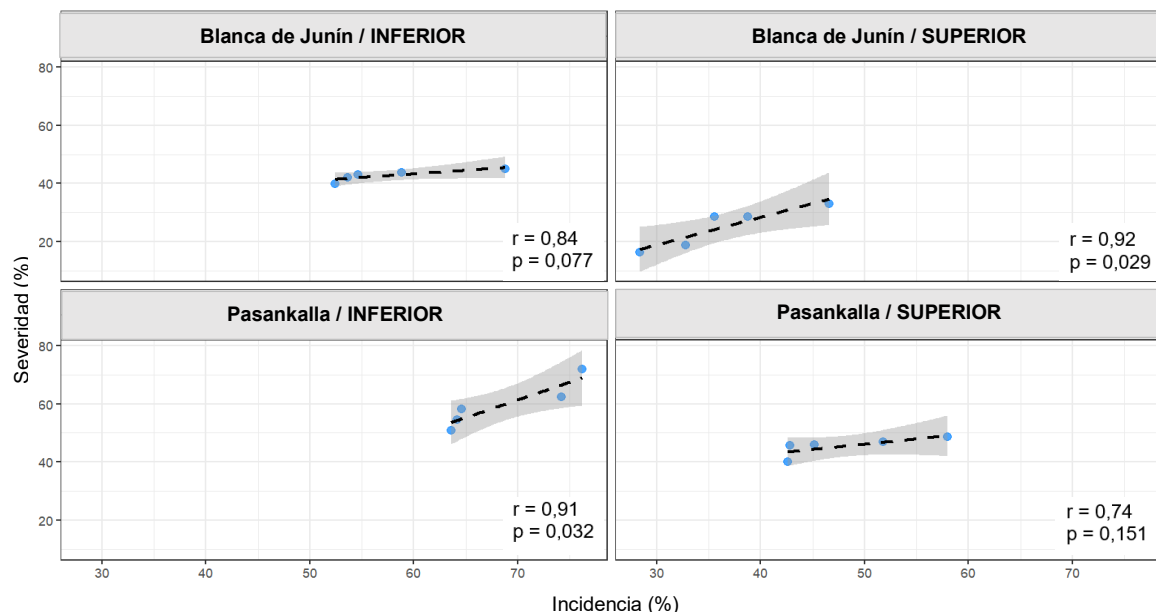 Blanca de Junín / INFERIOR
Blanca de Junín / SUPERIOR
80
60
40
20
r = 0,84
p = 0,077
r = 0,92
p = 0,029
Pasankalla / INFERIOR
Pasankalla / SUPERIOR
80
60
40
20
r = 0,91
p = 0,032
r = 0,74
p = 0,151
30 40 50 60 70
30 40 50 60 70
Severidad (%)
Incidencia (%)